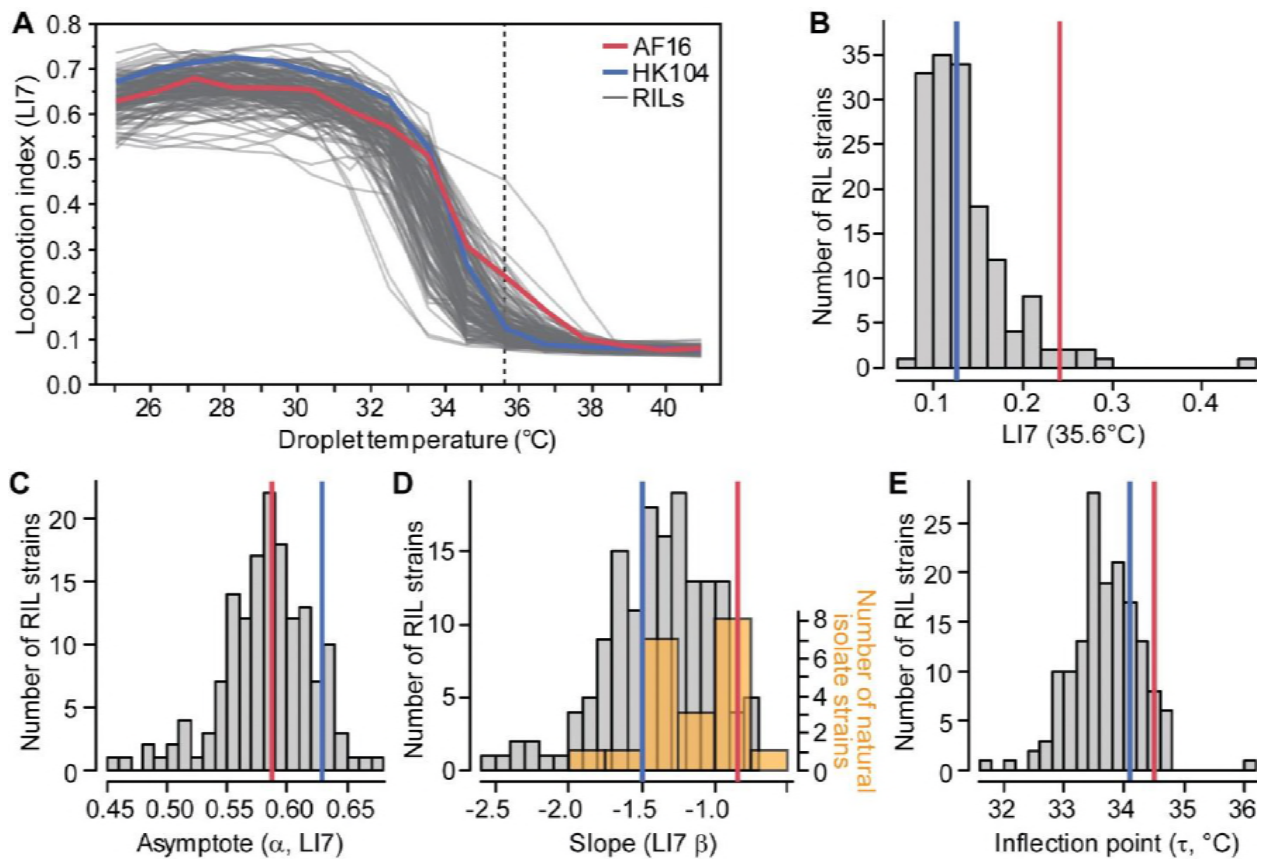 A
0.8
0.7
0.6
0.5
0.4
0.3
0.2
0.1
0.0
Locomotion index (LI7)
AF16
HK104
RILs
26 28 30 32 34 36 38 40
Droplet temperature (°C)
B
35
30
25
20
15
10
5
0
Number of RIL strains
0.1 0.2 0.3 0.4
LI7 (35.6°C)
C
20
15
10
5
0
Number of RIL strains
0.45 0.50 0.55 0.60 0.65
Asymptote (α, LI7)
D
15
10
5
0
Number of RIL strains
-2.5 -2.0 -1.5 -1.0
Slope (LI7 β)
8
6
4
2
0
Number of natural
isolate strains
E
25
20
15
10
5
0
Number of RIL strains
32 33 34 35 36
Inflection point (τ, °C)